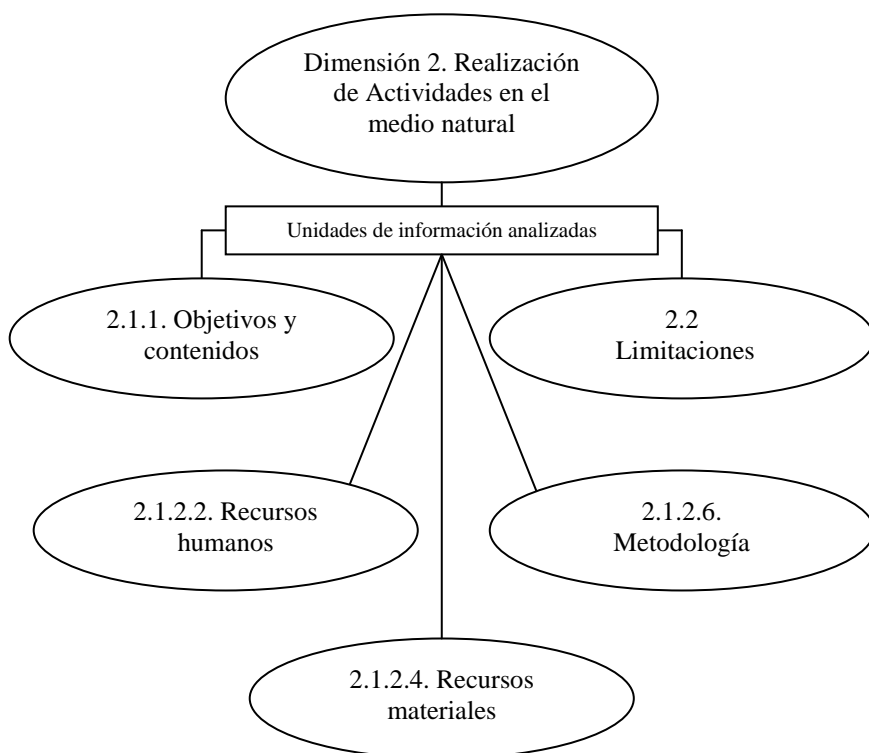 Dimensión 2. Realización
de Actividades en el
medio natural
Unidades de información analizadas
2.1.1. Objetivos y
contenidos
2.2
Limitaciones
2.1.2.2. Recursos
humanos
2.1.2.6.
Metodología
2.1.2.4. Recursos
materiales